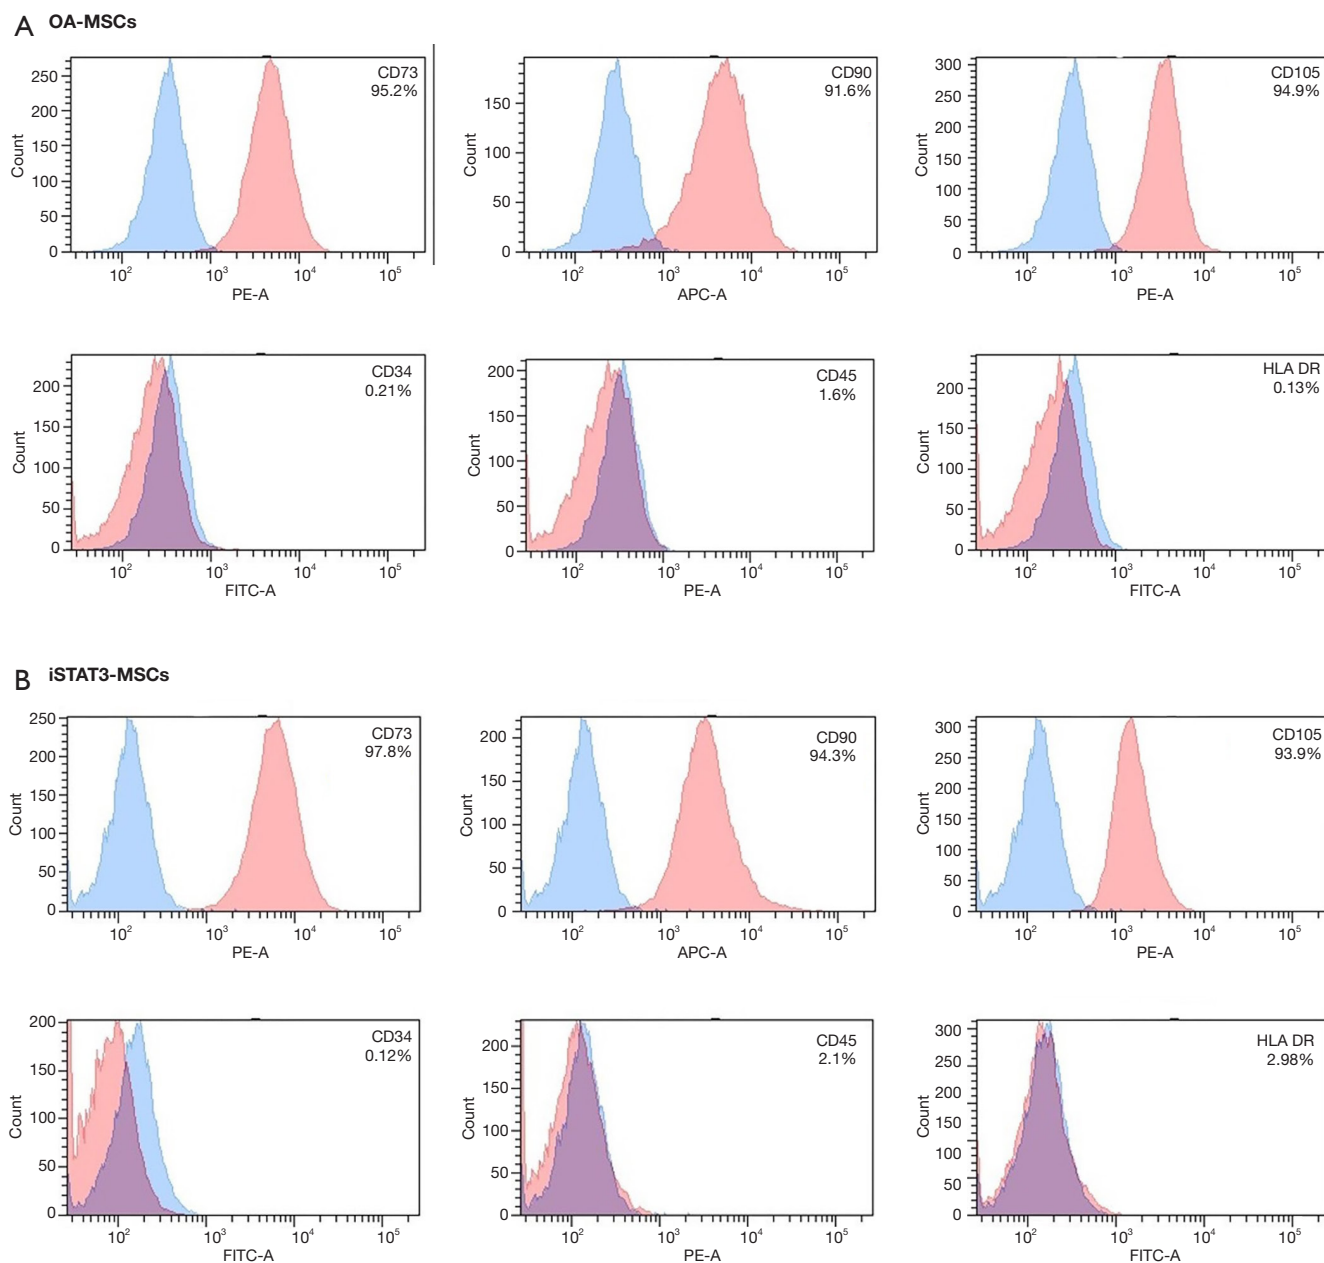 A OA-MSCs
CD73
95.2%
250
200
150
100
50
0
Count
10² 10³ 10⁴ 10⁵
PE-A
CD90
91.6%
150
100
50
0
Count
10² 10³ 10⁴ 10⁵
APC-A
CD105
94.9%
300
250
200
150
100
50
0
Count
10² 10³ 10⁴ 10⁵
PE-A
CD34
0.21%
200
150
100
50
0
Count
10² 10³ 10⁴ 10⁵
FITC-A
CD45
1.6%
200
150
100
50
0
Count
10² 10³ 10⁴ 10⁵
PE-A
HLA DR
0.13%
200
150
100
50
0
Count
10² 10³ 10⁴ 10⁵
FITC-A
B iSTAT3-MSCs
CD73
97.8%
250
200
150
100
50
0
Count
10² 10³ 10⁴ 10⁵
PE-A
CD90
94.3%
200
150
100
50
0
Count
10² 10³ 10⁴ 10⁵
APC-A
CD105
93.9%
300
250
200
150
100
50
0
Count
10² 10³ 10⁴ 10⁵
PE-A
CD34
0.12%
200
150
100
50
0
Count
10² 10³ 10⁴ 10⁵
FITC-A
CD45
2.1%
200
150
100
50
0
Count
10² 10³ 10⁴ 10⁵
PE-A
HLA DR
2.98%
300
250
200
150
100
50
0
Count
10² 10³ 10⁴ 10⁵
FITC-A